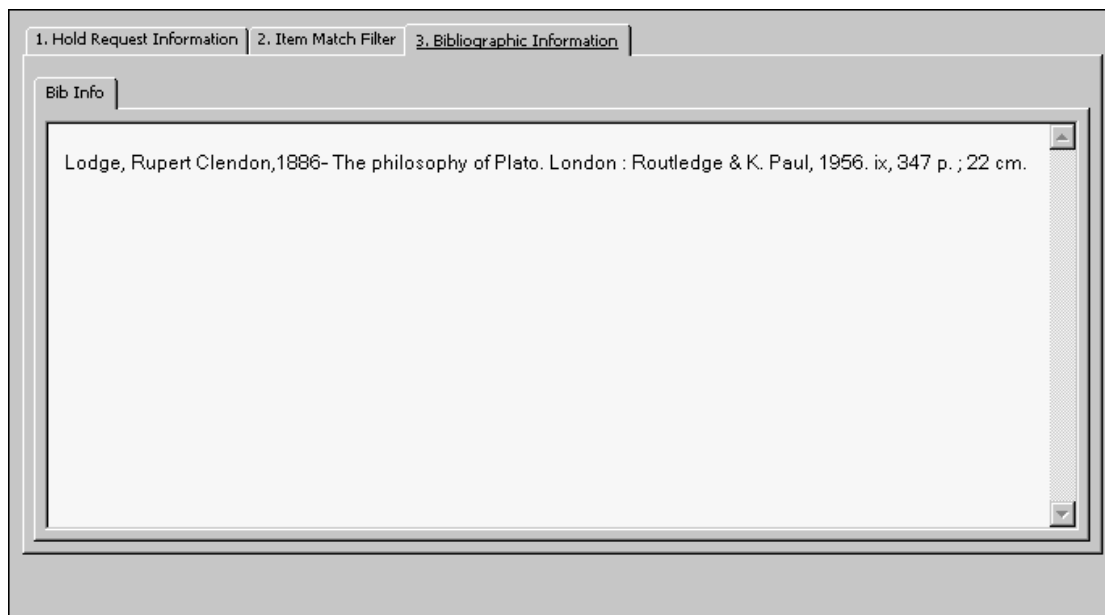 1. Hold Request Information 2. Item Match Filter 3. Bibliographic Information
Bib Info
Lodge, Rupert Clendon,1886- The philosophy of Plato. London : Routledge & K. Paul, 1956. ix, 347 p. ; 22 cm.